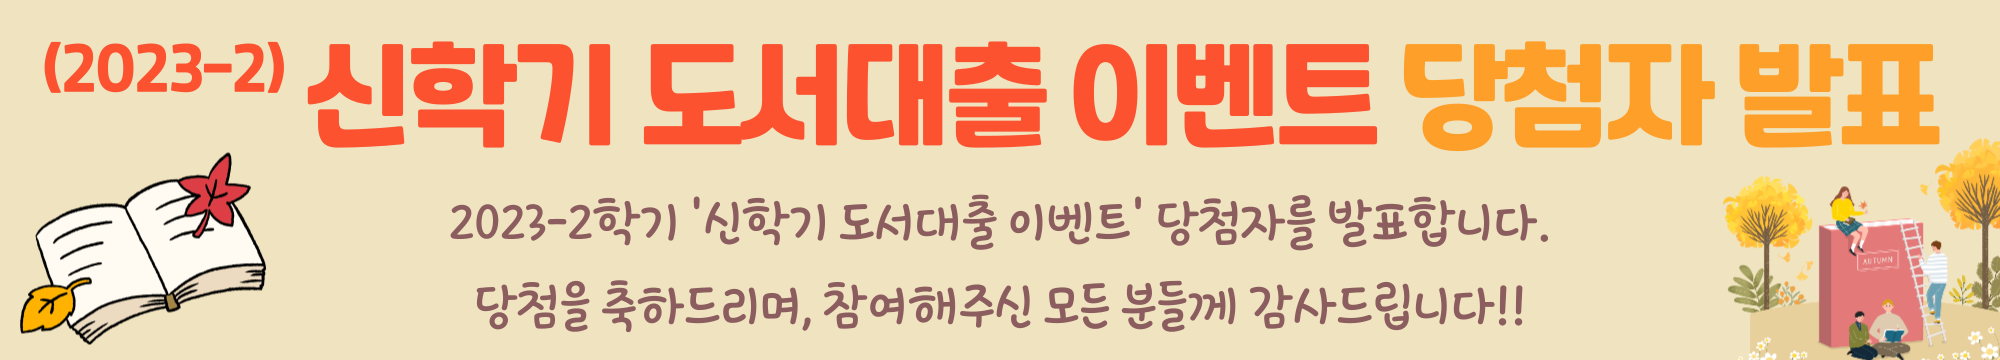 (2023-2) 신학기 도서대출 이벤트 당첨자 발표
2023-2학기 '신학기 도서대출 이벤트' 당첨자를 발표합니다.
당첨을 축하드리며, 참여해주신 모든 분들께 감사드립니다!!
AUTUMN